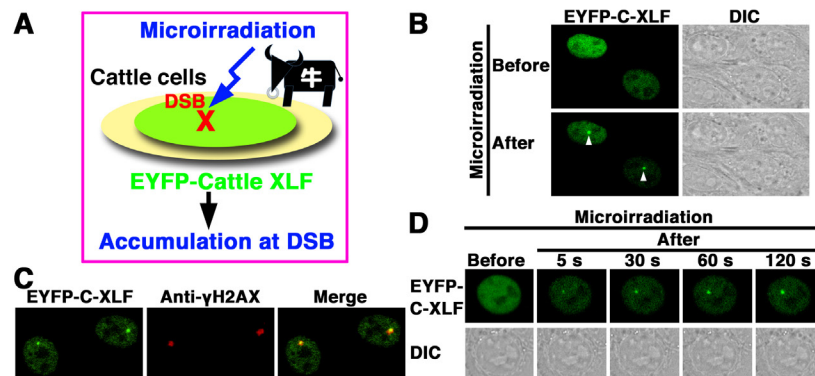 A
Microirradiation
Cattle cells
牛
DSB
X
EYFP-Cattle XLF
Accumulation at DSB
B
EYFP-C-XLF DIC
Microirradiation
Before
After
C
EYFP-C-XLF Anti-γH2AX Merge
D
Microirradiation
After
Before 5 s 30 s 60 s 120 s
EYFP-
C-XLF
DIC